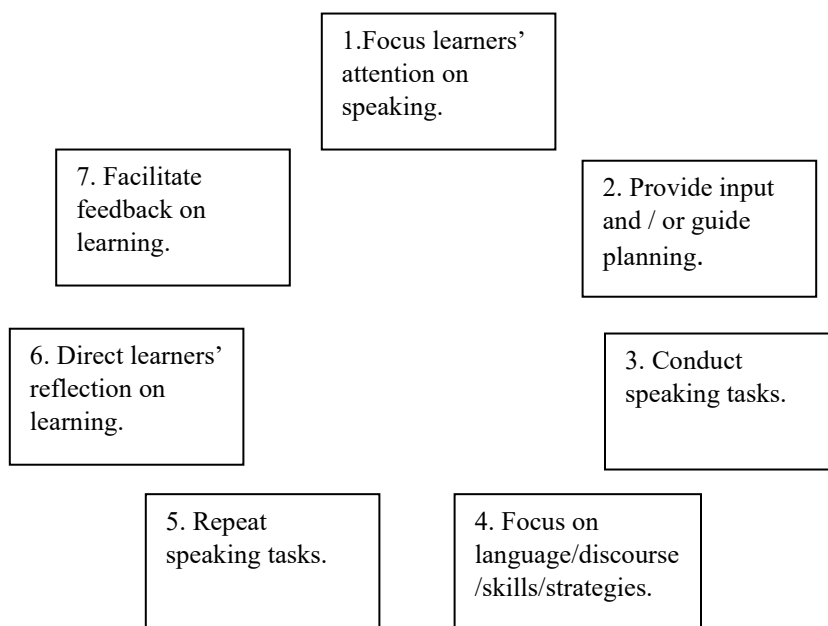 1.Focus learners’
attention on
speaking.
2. Provide input
and / or guide
planning.
3. Conduct
speaking tasks.
4. Focus on
language/discourse
/skills/strategies.
5. Repeat
speaking tasks.
6. Direct learners’
reflection on
learning.
7. Facilitate
feedback on
learning.